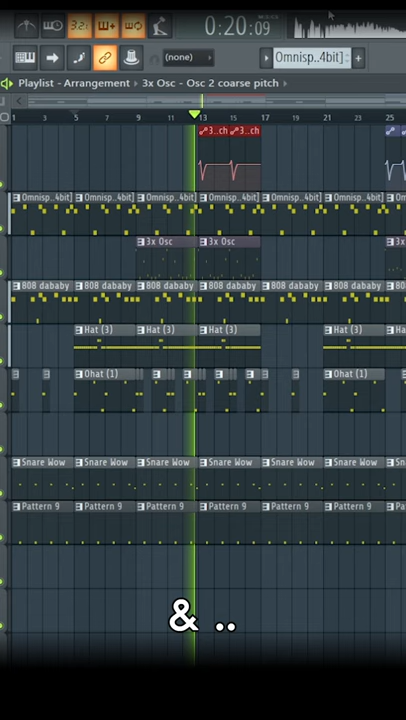 3.2: 0:20:09
(none) Omnisp..4bit] +
Playlist - Arrangement › 3x Osc - Osc 2 coarse pitch ›
1 5 9 13 15 17 21 25
3..ch 3..ch
Omnisp..4bit] Omnisp..4bit] Omnisp..4bit] Omnisp..4bit] Omnisp..4bit] Omnisp..4bit]
3x Osc 3x Osc 3x
808 dababy 808 dababy 808 dababy 808 dababy 808 dababy 808 dababy
Hat (3) Hat (3) Hat (3) Hat (3)
Ohat (1) Ohat (1)
Snare Wow Snare Wow Snare Wow Snare Wow Snare Wow Snare Wow
Pattern 9 Pattern 9 Pattern 9 Pattern 9 Pattern 9 Pattern 9
& ..